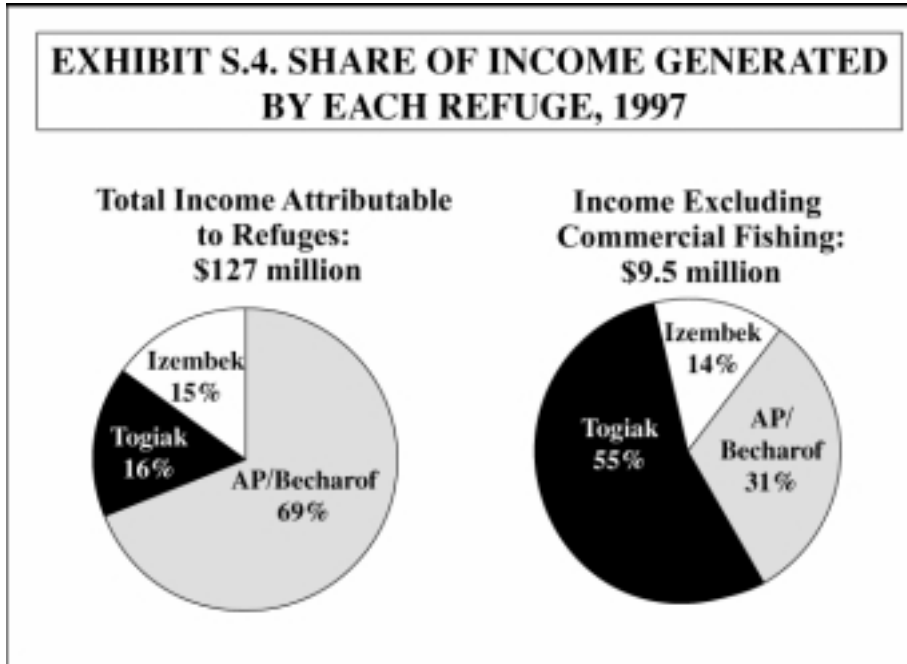 EXHIBIT S.4. SHARE OF INCOME GENERATED
BY EACH REFUGE, 1997
Total Income Attributable
to Refuges:
$127 million
Izembek
15%
Togiak
16%
AP/Becharof
69%
Income Excluding
Commercial Fishing:
$9.5 million
Izembek
14%
Togiak
55%
AP/
Becharof
31%